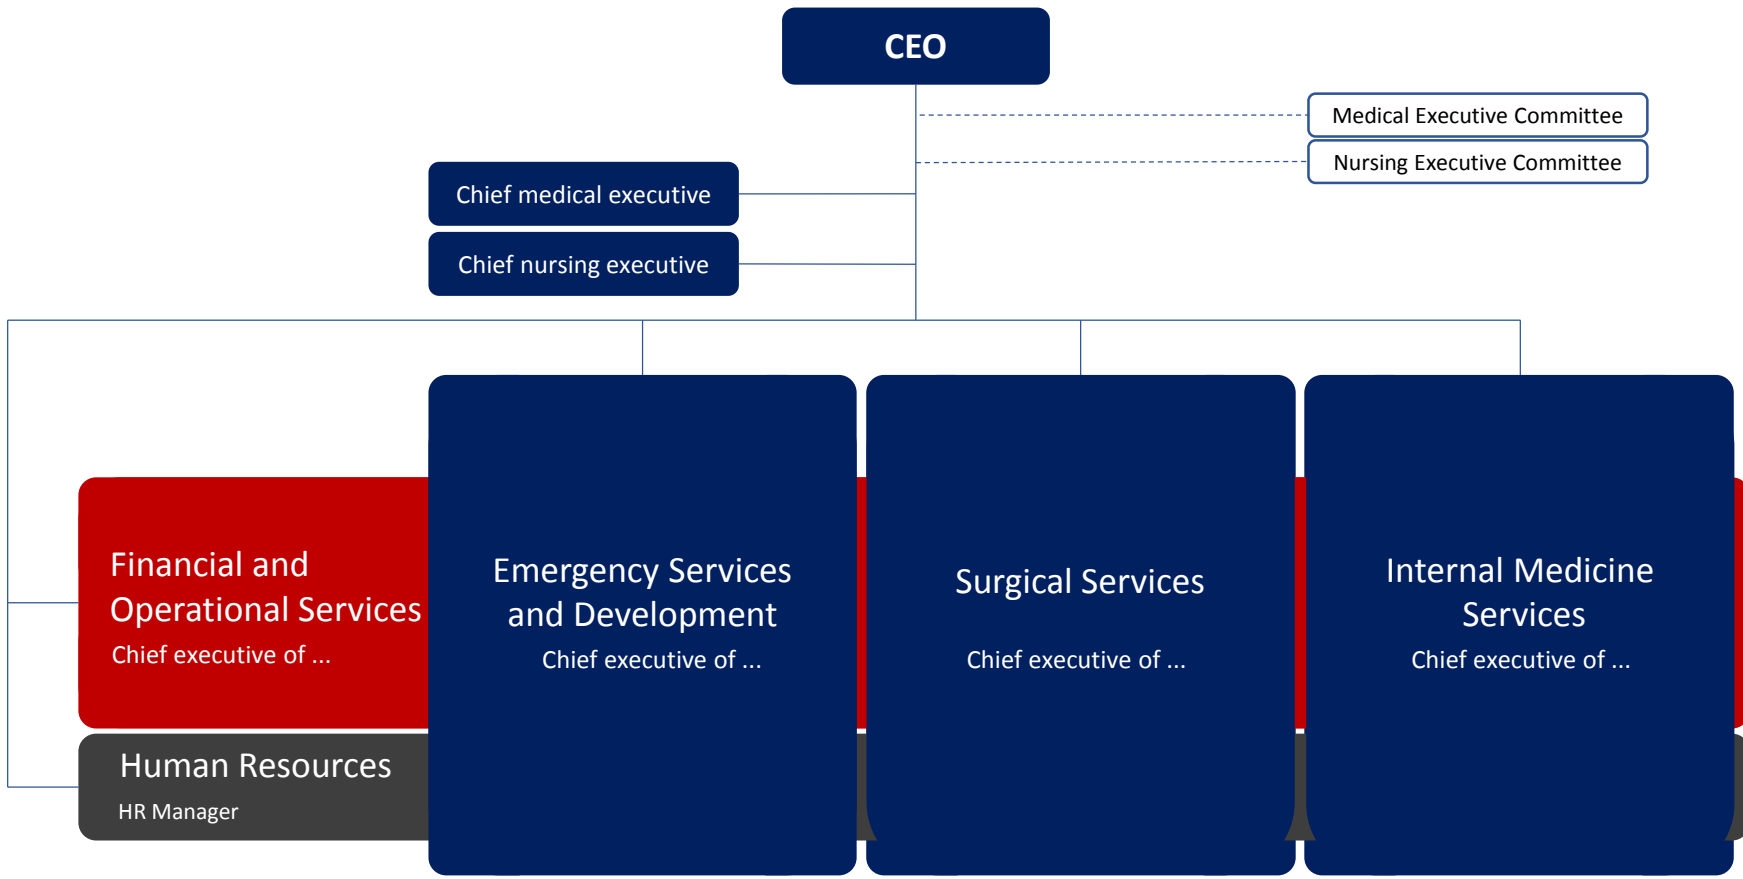 CEO
Medical Executive Committee
Nursing Executive Committee
Chief medical executive
Chief nursing executive
Financial and
Operational Services
Chief executive of ...
Emergency Services
and Development
Chief executive of ...
Surgical Services
Chief executive of ...
Internal Medicine
Services
Chief executive of ...
Human Resources
HR Manager